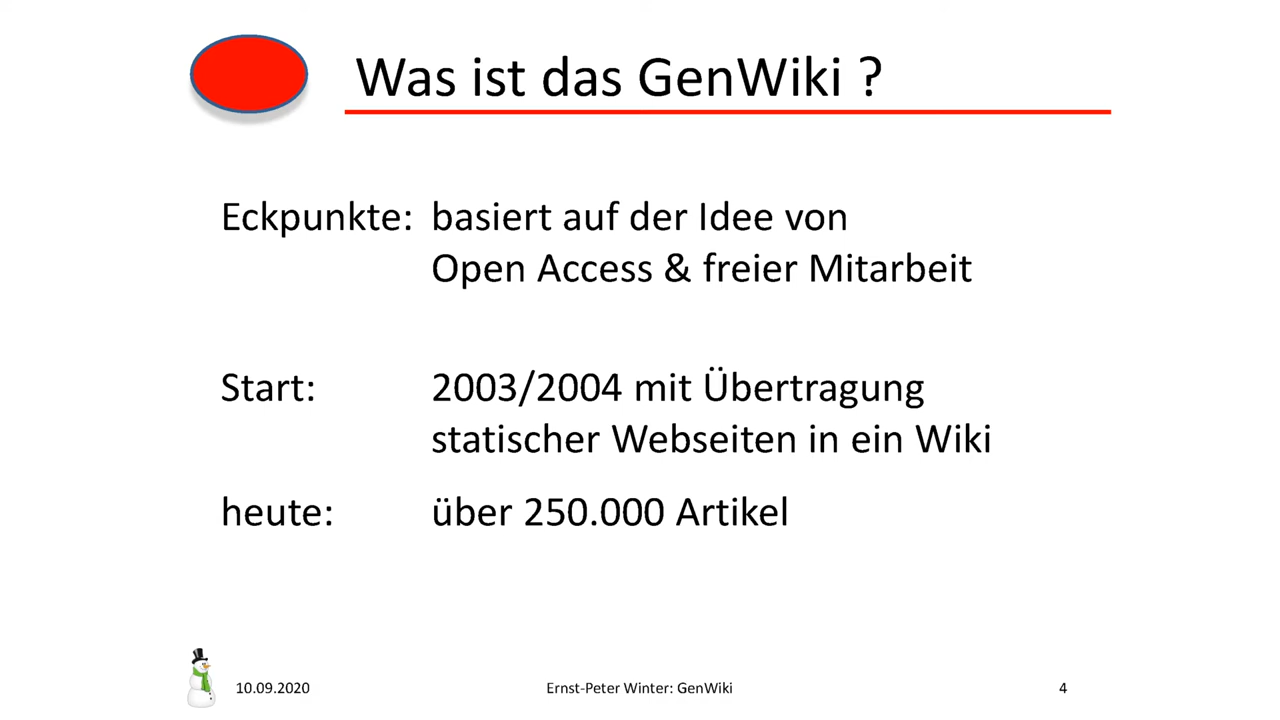 Was ist das GenWiki ?
Eckpunkte: basiert auf der Idee von
Open Access & freier Mitarbeit
Start: 2003/2004 mit Übertragung
statischer Webseiten in ein Wiki
heute: über 250.000 Artikel
10.09.2020 Ernst-Peter Winter: GenWiki 4